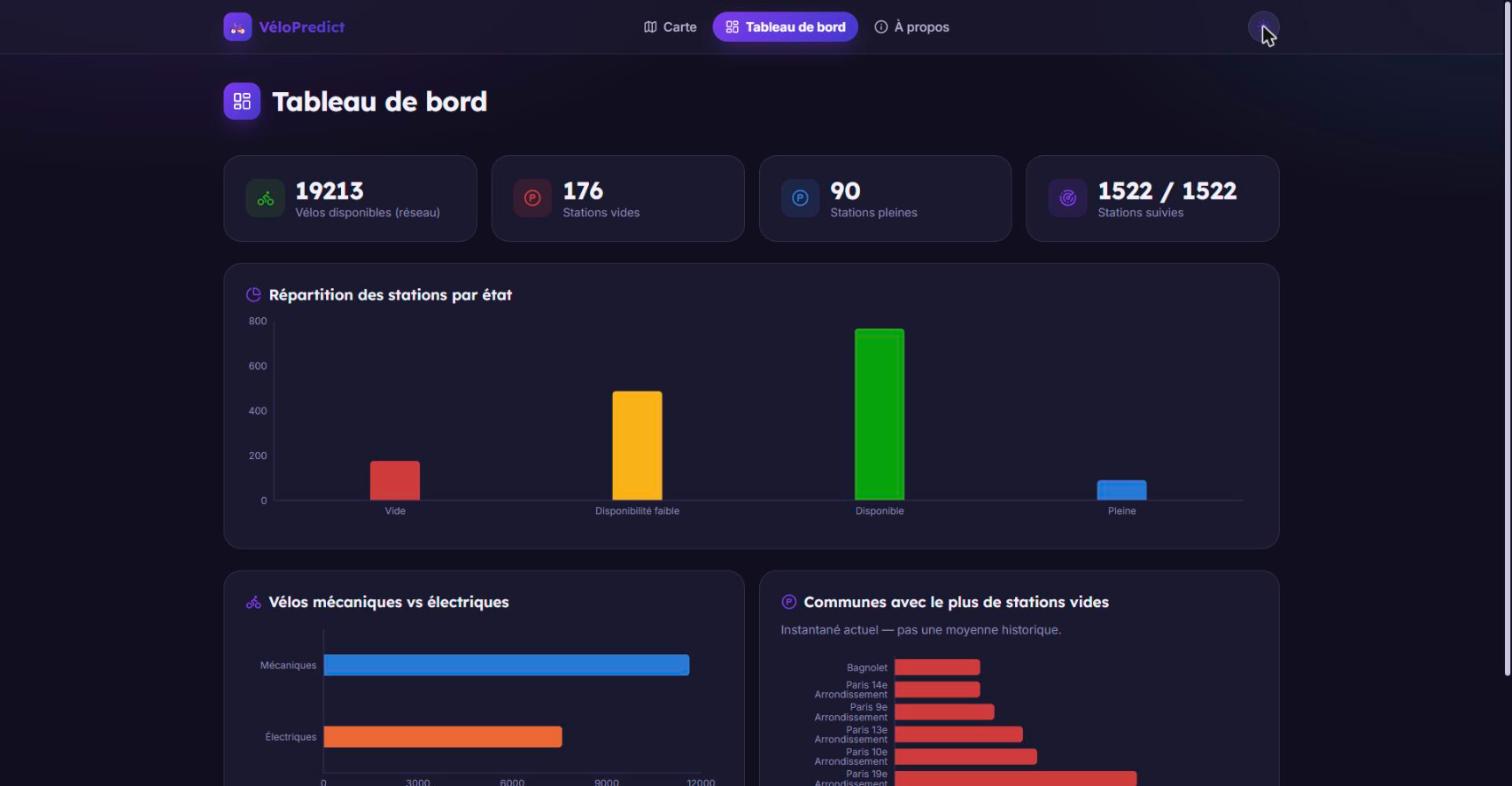 VéloPredict
Carte
Tableau de bord
À propos
Tableau de bord
19213
Vélos disponibles (réseau)
176
Stations vides
90
Stations pleines
1522 / 1522
Stations suivies
Répartition des stations par état
800
600
400
200
0
Vide
Disponibilité faible
Disponible
Pleine
Vélos mécaniques vs électriques
Mécaniques
Électriques
0
3000
6000
9000
12000
Communes avec le plus de stations vides
Instantané actuel — pas une moyenne historique.
Bagnolet
Paris 14e
Arrondissement
Paris 9e
Arrondissement
Paris 13e
Arrondissement
Paris 10e
Arrondissement
Paris 19e
Arrondissement